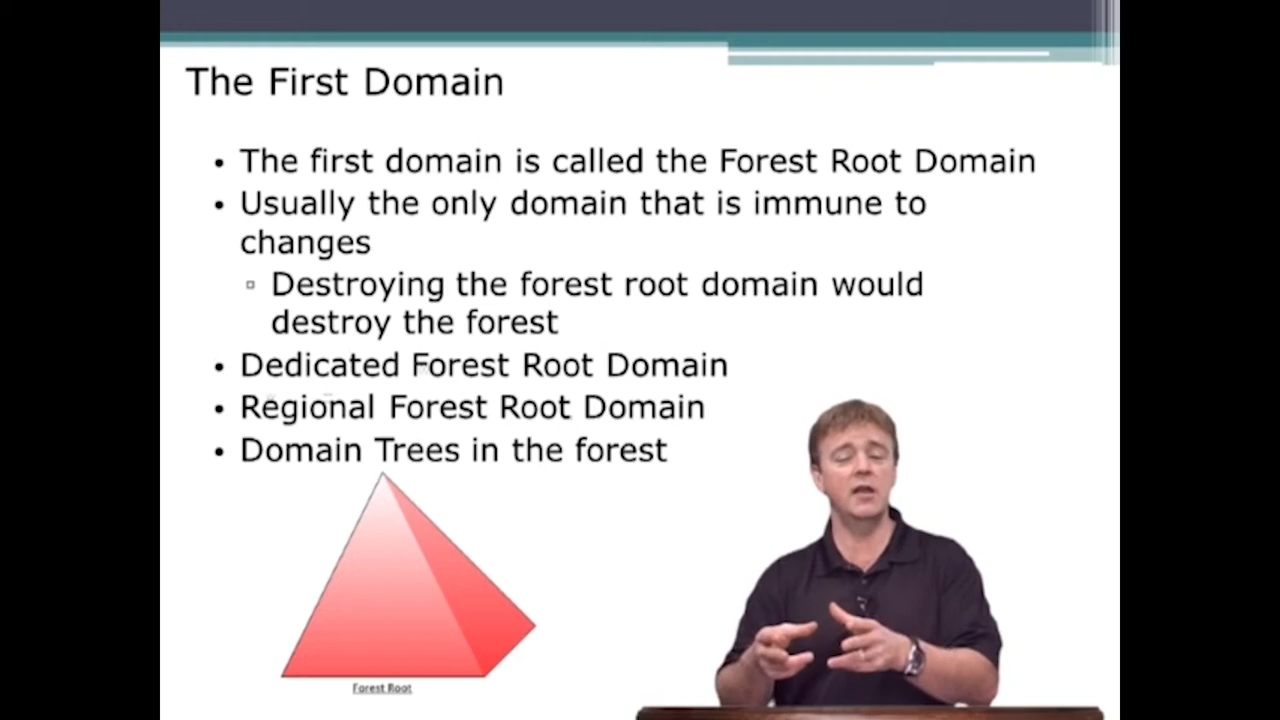 The First Domain
• The first domain is called the Forest Root Domain
• Usually the only domain that is immune to
changes
▫ Destroying the forest root domain would
destroy the forest
• Dedicated Forest Root Domain
• Regional Forest Root Domain
• Domain Trees in the forest
Forest Root